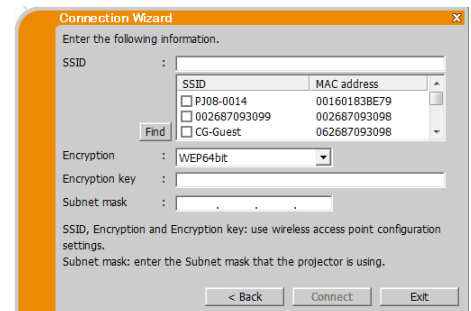 Connection Wizard X
Enter the following information.
SSID :
SSID MAC address
PJ08-0014 00160183BE79
002687093099 002687093098
Find CG-Guest 062687093098
Encryption : WEP64bit
Encryption key :
Subnet mask : . . .
SSID, Encryption and Encryption key: use wireless access point configuration
settings.
Subnet mask: enter the Subnet mask that the projector is using.
< Back Connect Exit